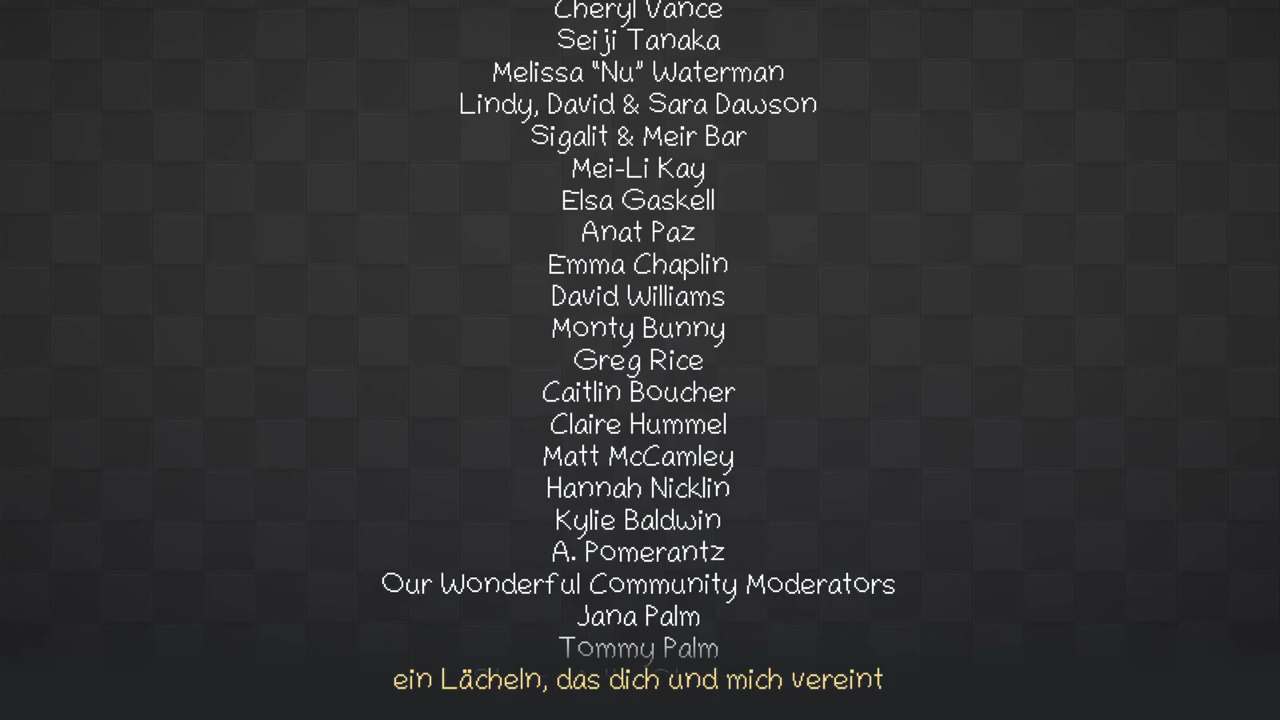 Cheryl Vance
Seiji Tanaka
Melissa "Nu" Waterman
Lindy, David & Sara Dawson
Sigalit & Meir Bar
Mei-Li Kay
Elsa Gaskell
Anat Paz
Emma Chaplin
David Williams
Monty Bunny
Greg Rice
Caitlin Boucher
Claire Hummel
Matt McCamley
Hannah Nicklin
Kylie Baldwin
A. Pomerantz
Our Wonderful Community Moderators
Jana Palm
Tommy Palm
ein Lächeln, das dich und mich vereint